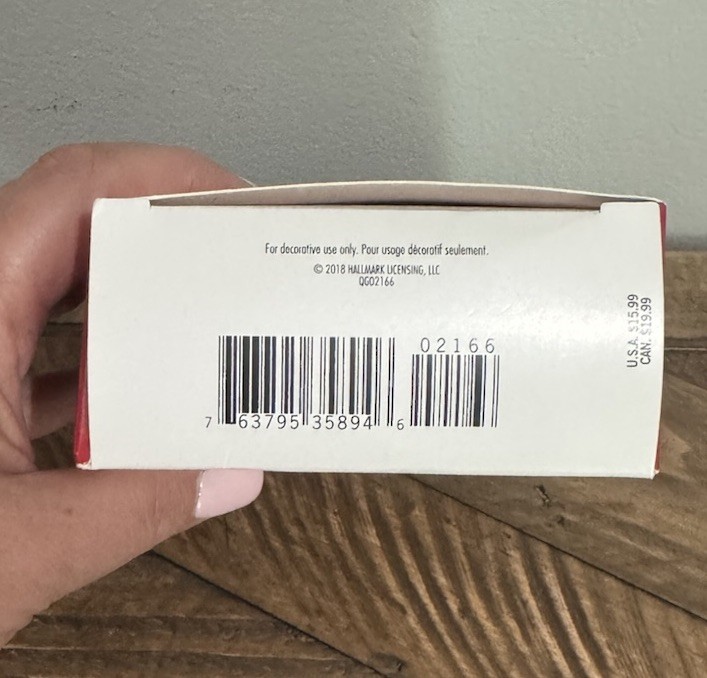 For decorative use only. Pour usage décoratif seulement.
© 2018 HALLMARK LICENSING, LLC
QGO2166
02166
7 63795 35894 6
U.S.A. $15.99
CAN. $19.99